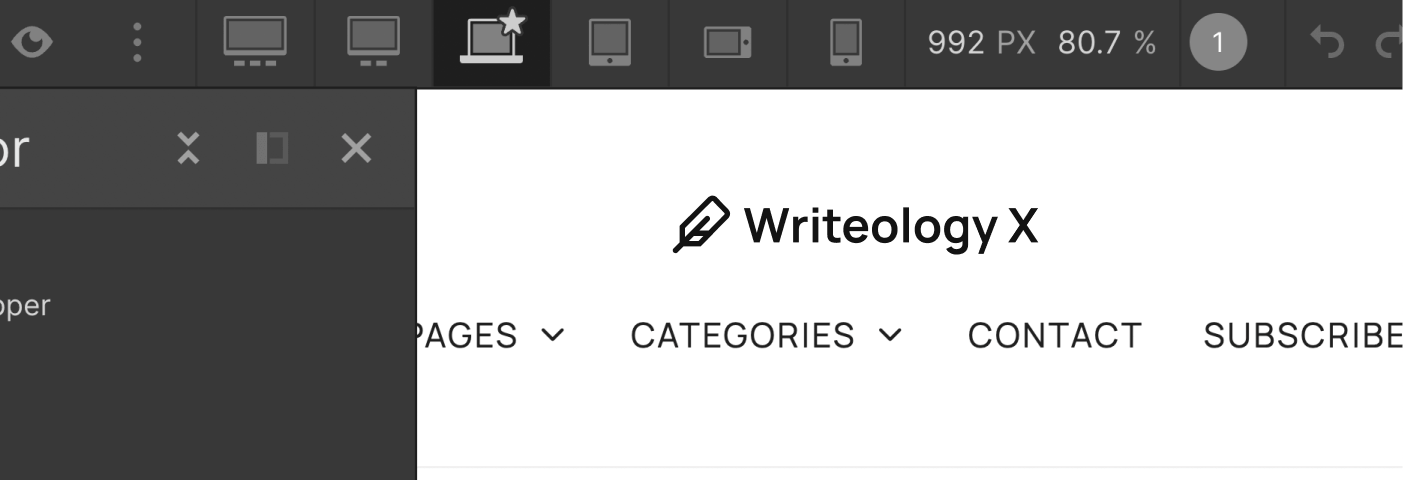 992 PX 80.7 % 1
or
Writeology X
pper
PAGES CATEGORIES CONTACT SUBSCRIBE